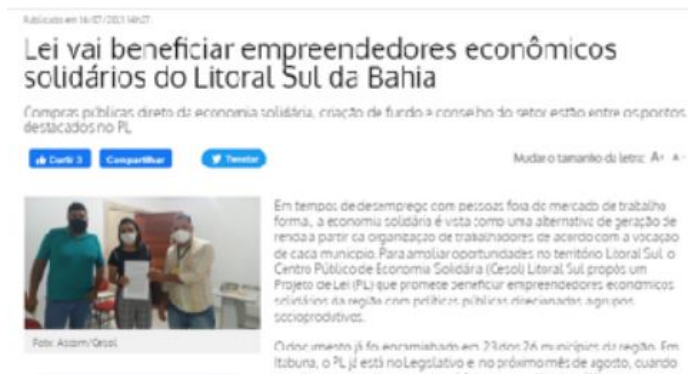 Publicado em 16/07/2021 14h27.
Lei vai beneficiar empreendedores econômicos
solidários do Litoral Sul da Bahia
Compras públicas direto da economia solidária, criação de fundo e conselho do setor estão entre os pontos
destacados no PL
Curtir 3 Compartilhar Tweetar
Mudar o tamanho da letra: A+ A-
Em tempos de desemprego com pessoas fora do mercado de trabalho
formal, a economia solidária é vista como uma alternativa de geração de
renda a partir da organização de trabalhadores de acordo com a vocação
de cada município. Para ampliar oportunidades no território Litoral Sul, o
Centro Público de Economia Solidária (Cesol) Litoral Sul propôs um
Projeto de Lei (PL) que promete beneficiar empreendedores econômicos
solidários da região com políticas públicas direcionadas a grupos
socioprodutivos.
Foto: Ascom/Cesol
O documento já foi encaminhado em 23 dos 26 municípios da região. Em
Itabuna, o PL já está no Legislativo e no próximo mês de agosto, quando